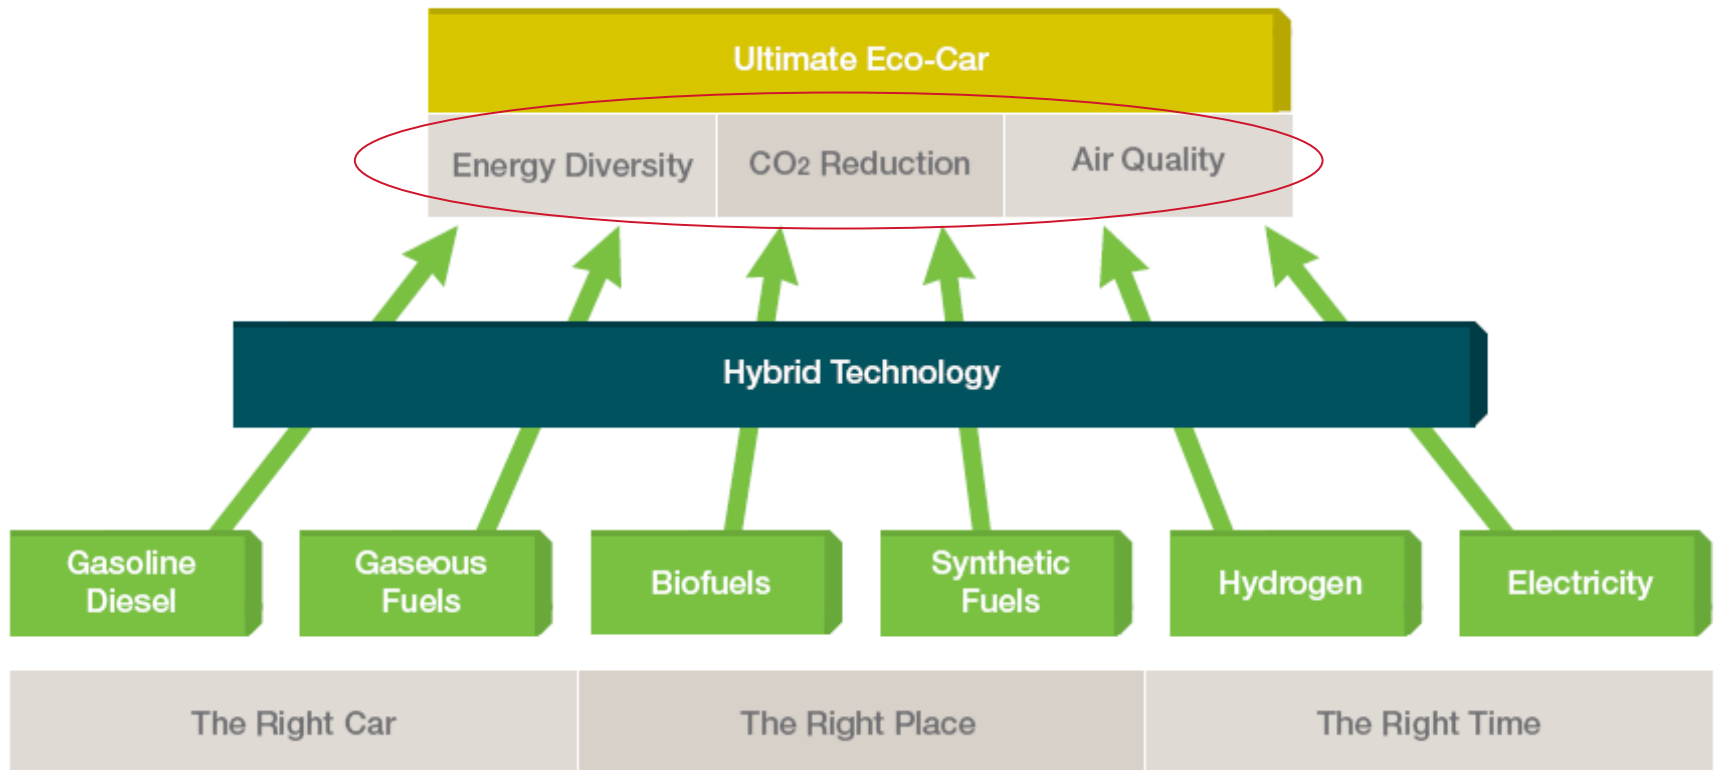 Ultimate Eco-Car
Energy Diversity
CO2 Reduction
Air Quality
Hybrid Technology
Gasoline
Diesel
Gaseous
Fuels
Biofuels
Synthetic
Fuels
Hydrogen
Electricity
The Right Car
The Right Place
The Right Time